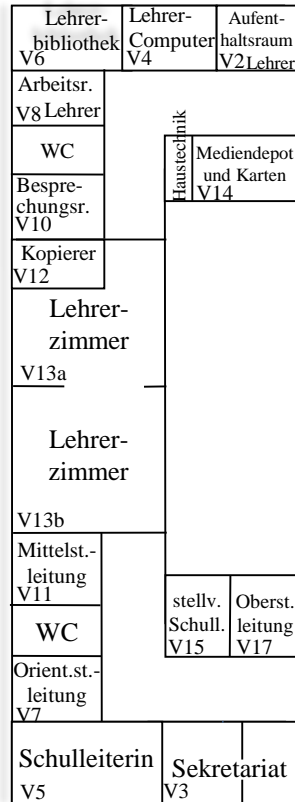 Lehrer-
bibliothek
V6
Lehrer-
Computer
V4
Aufent-
haltsraum
V2 Lehrer
Arbeitsr.
V8 Lehrer
WC
Bespre-
chungsr.
V10
Haustechnik
Mediendepot
und Karten
V14
Kopierer
V12
Lehrer-
zimmer
V13a
Lehrer-
zimmer
V13b
Mittelst.-
leitung
V11
stellv.
Schull.
V15
Oberst.
leitung
V17
WC
Orient.st.-
leitung
V7
Schulleiterin
V5
Sekretariat
V3